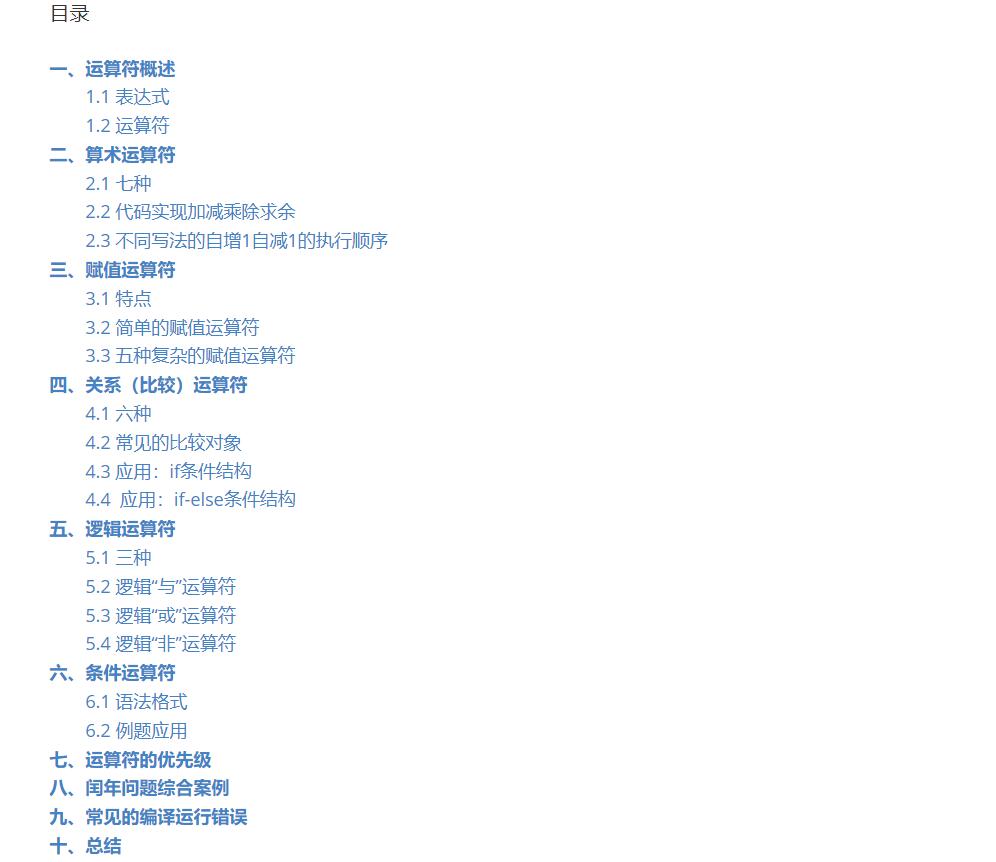 目录
一、运算符概述
1.1 表达式
1.2 运算符
二、算术运算符
2.1 七种
2.2 代码实现加减乘除求余
2.3 不同写法的自增1自减1的执行顺序
三、赋值运算符
3.1 特点
3.2 简单的赋值运算符
3.3 五种复杂的赋值运算符
四、关系（比较）运算符
4.1 六种
4.2 常见的比较对象
4.3 应用：if条件结构
4.4 应用：if-else条件结构
五、逻辑运算符
5.1 三种
5.2 逻辑“与”运算符
5.3 逻辑“或”运算符
5.4 逻辑“非”运算符
六、条件运算符
6.1 语法格式
6.2 例题应用
七、运算符的优先级
八、闰年问题综合案例
九、常见的编译运行错误
十、总结